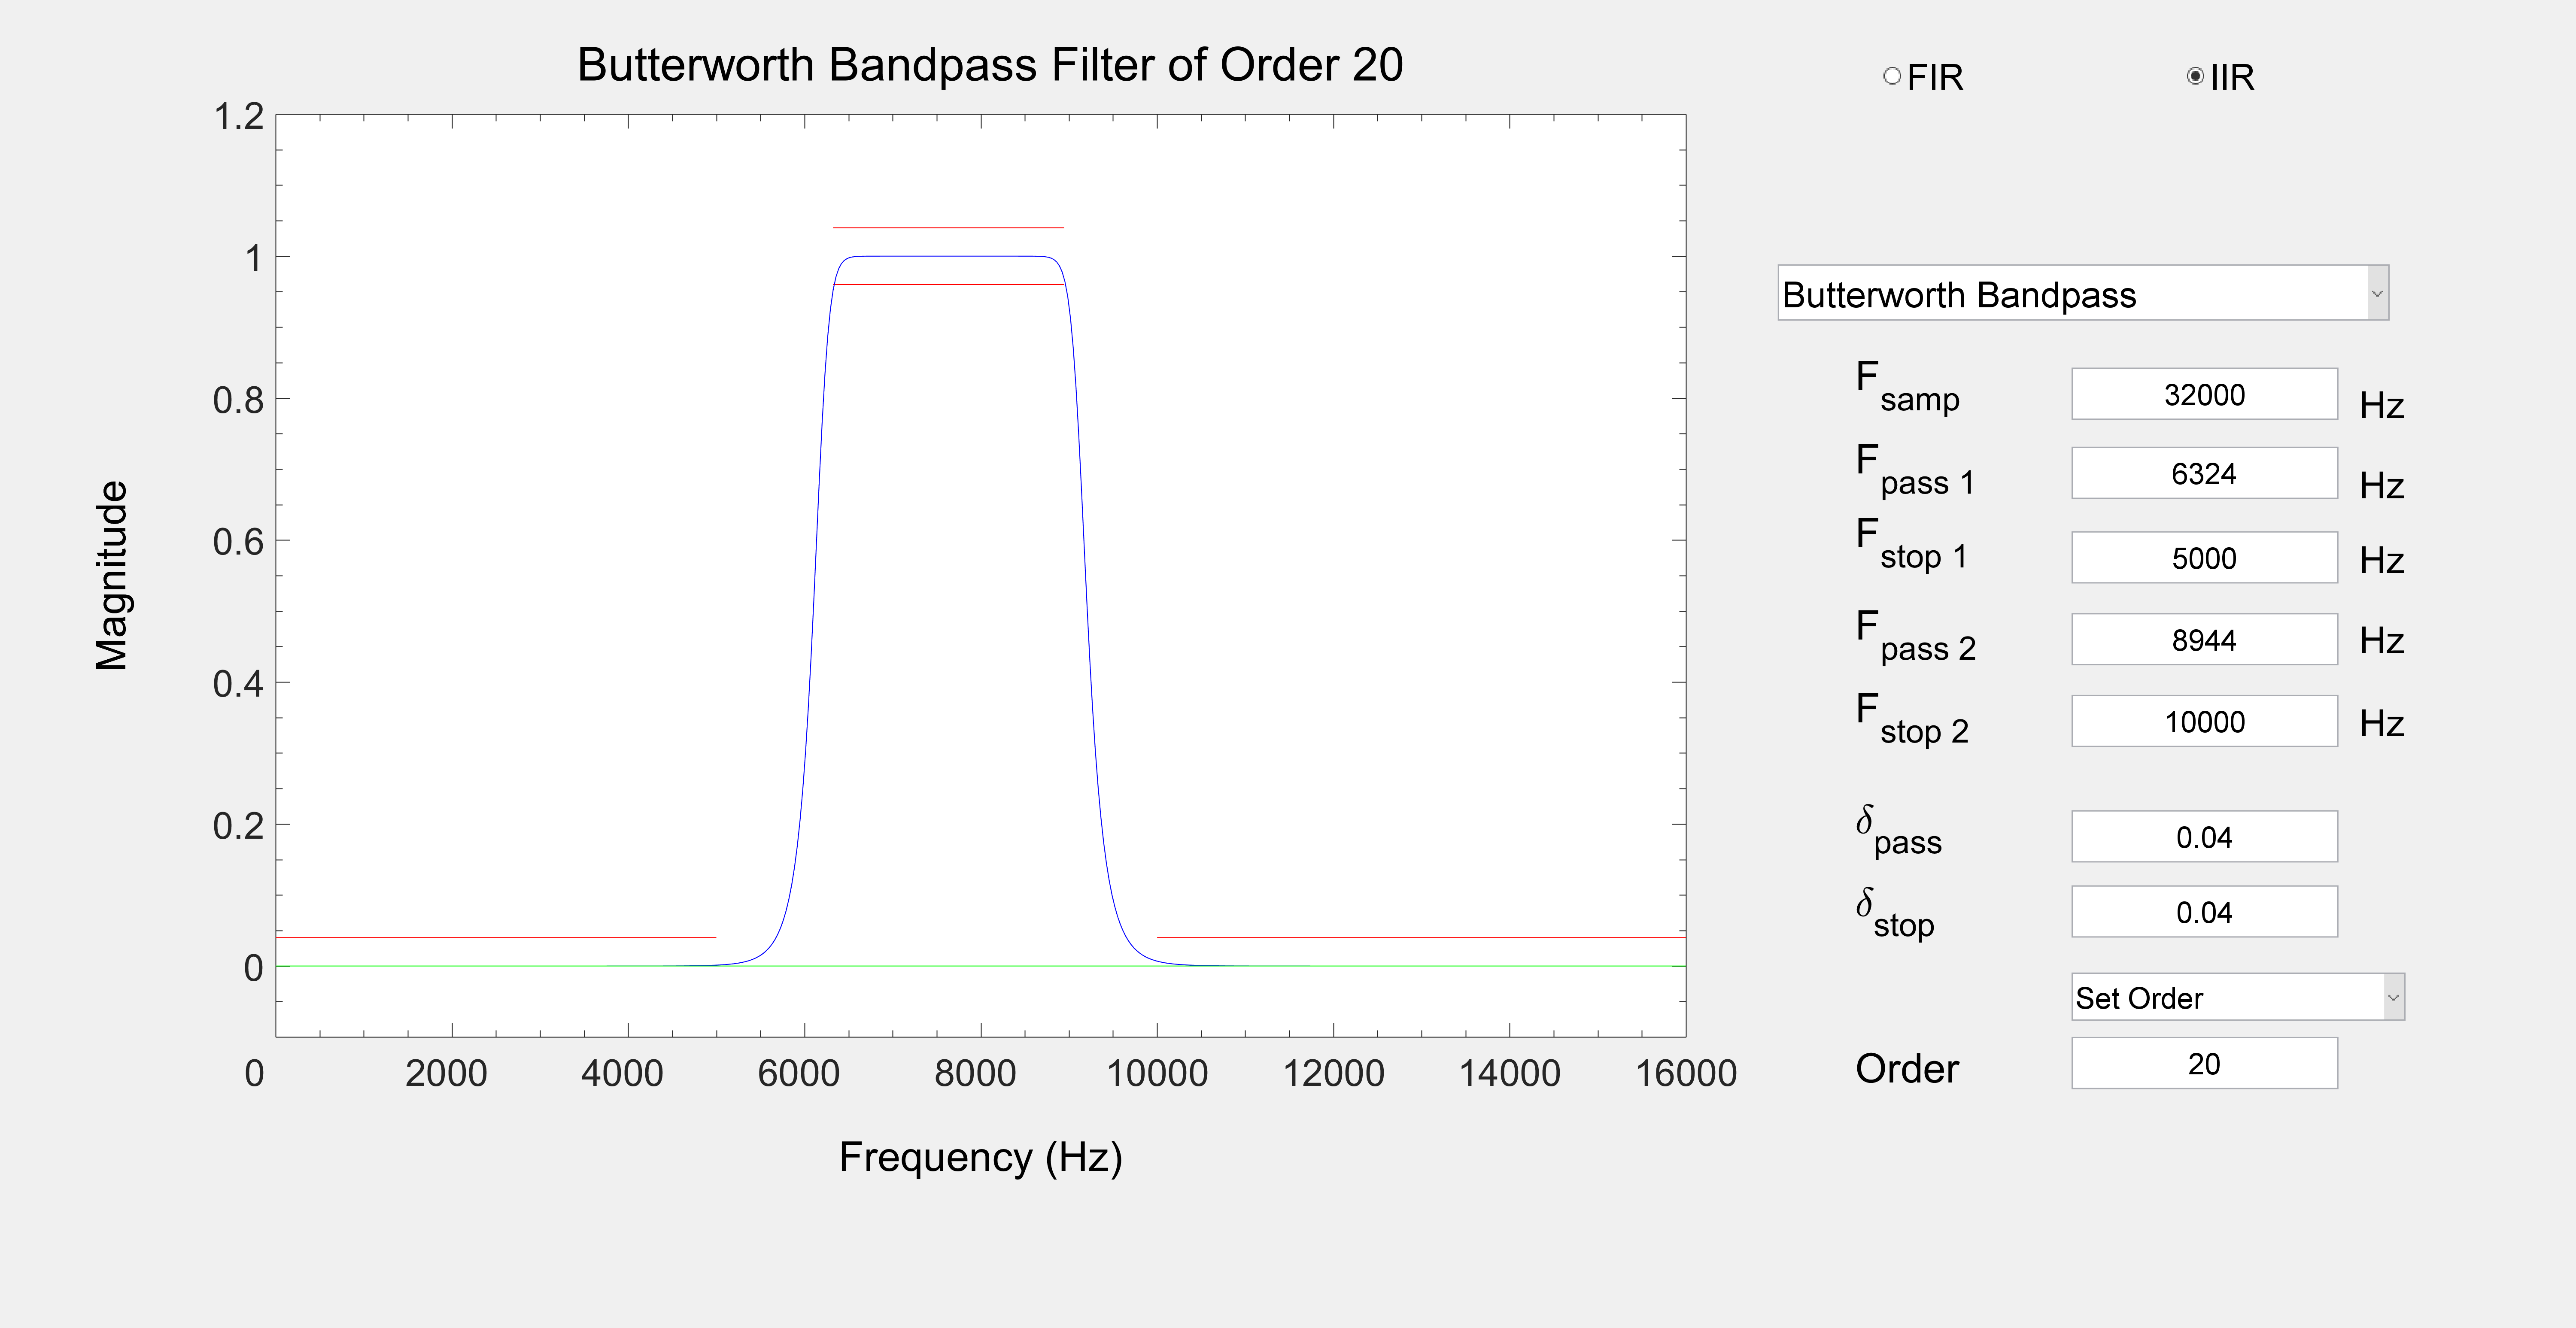 Butterworth Bandpass Filter of Order 20
1.2
1
0.8
0.6
0.4
0.2
0
Magnitude
0 2000 4000 6000 8000 10000 12000 14000 16000
Frequency (Hz)
FIR IIR
Butterworth Bandpass
F samp 32000 Hz
F pass 1 6324 Hz
F stop 1 5000 Hz
F pass 2 8944 Hz
F stop 2 10000 Hz
δ pass 0.04
δ stop 0.04
Set Order
Order 20